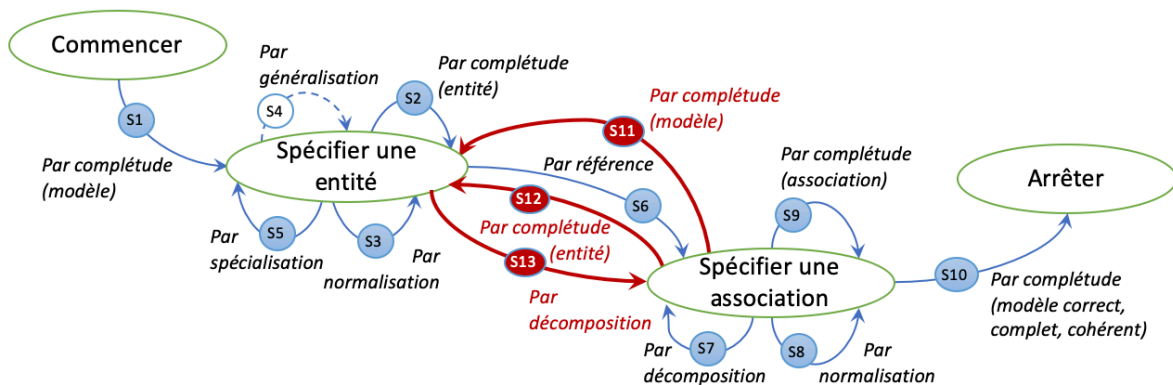 Commencer
Par
généralisation
S4
Par complétude
(entité)
S2
S1
Par complétude
(modèle)
Spécifier une
entité
S5
Par
spécialisation
S3
Par
normalisation
Par complétude
(modèle)
S11
Par référence
S6
S12
Par complétude
(entité)
S13
Par
décomposition
Par complétude
(association)
S9
Spécifier une
association
S7
Par
décomposition
S8
Par
normalisation
S10
Par complétude
(modèle correct,
complet, cohérent)
Arrêter